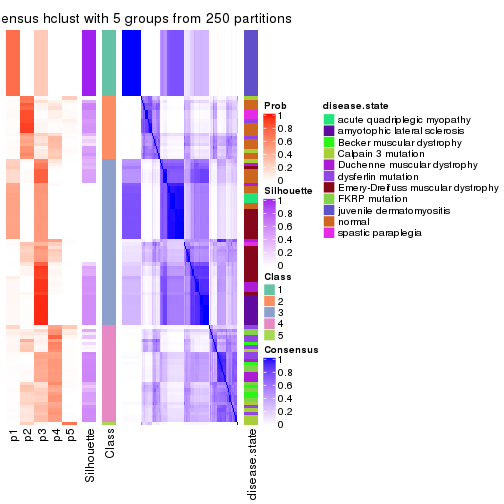 ensus hclust with 5 groups from 250 partitions
Prob
1
0.8
0.6
0.4
0.2
0
Silhouette
1
0.8
0.6
0.4
0.2
0
Class
1
2
3
4
5
Consensus
1
0.8
0.6
0.4
0.2
0
disease.state
acute quadriplegic myopathy
amyotophic lateral sclerosis
Becker muscular dystrophy
Calpain 3 mutation
Duchenne muscular dystrophy
dysferlin mutation
Emery-Dreifuss muscular dystrophy
FKRP mutation
juvenile dermatomyositis
normal
spastic paraplegia
p1
p2
p3
p4
p5
Silhouette
Class
disease.state